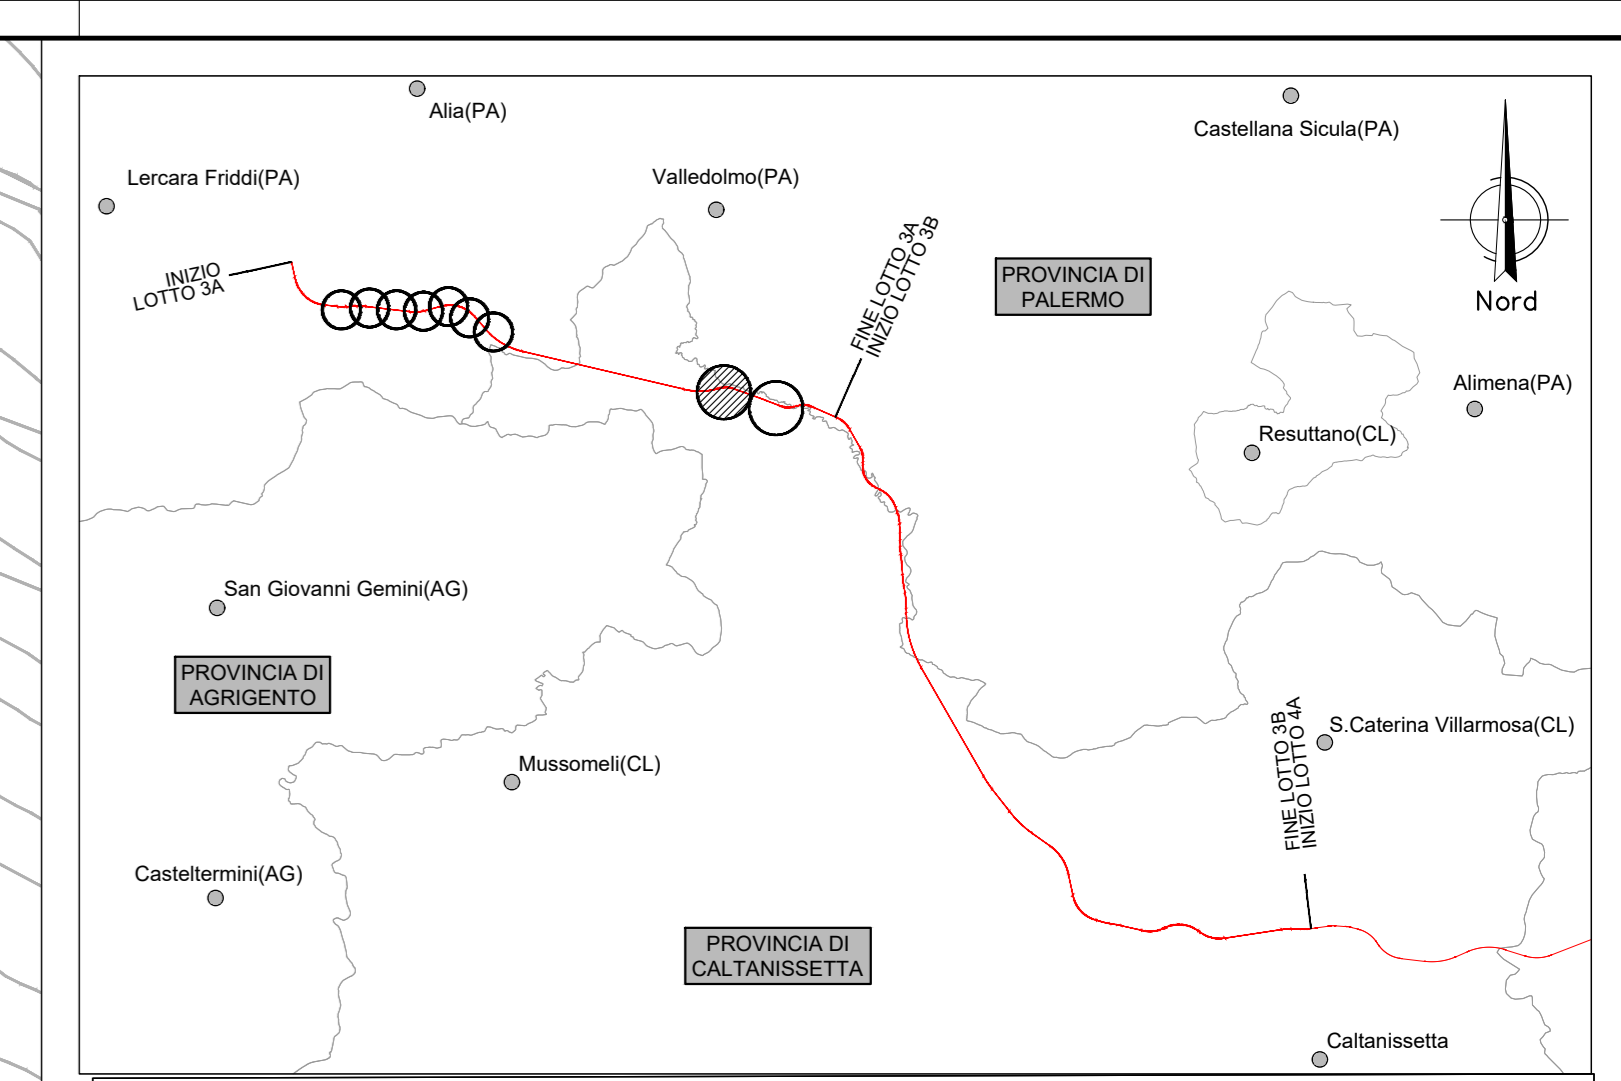 Alia(PA)
Castellana Sicula(PA)
Lercara Friddi(PA)
Valledolmo(PA)
INIZIO
LOTTO 3A
FINE LOTTO 3A
INIZIO LOTTO 3B
PROVINCIA DI
PALERMO
Nord
Alimena(PA)
Resuttano(CL)
San Giovanni Gemini(AG)
PROVINCIA DI
AGRIGENTO
FINE LOTTO 3B
INIZIO LOTTO 4A
S.Caterina Villarmosa(CL)
Mussomeli(CL)
Casteltermini(AG)
PROVINCIA DI
CALTANISSETTA
Caltanissetta